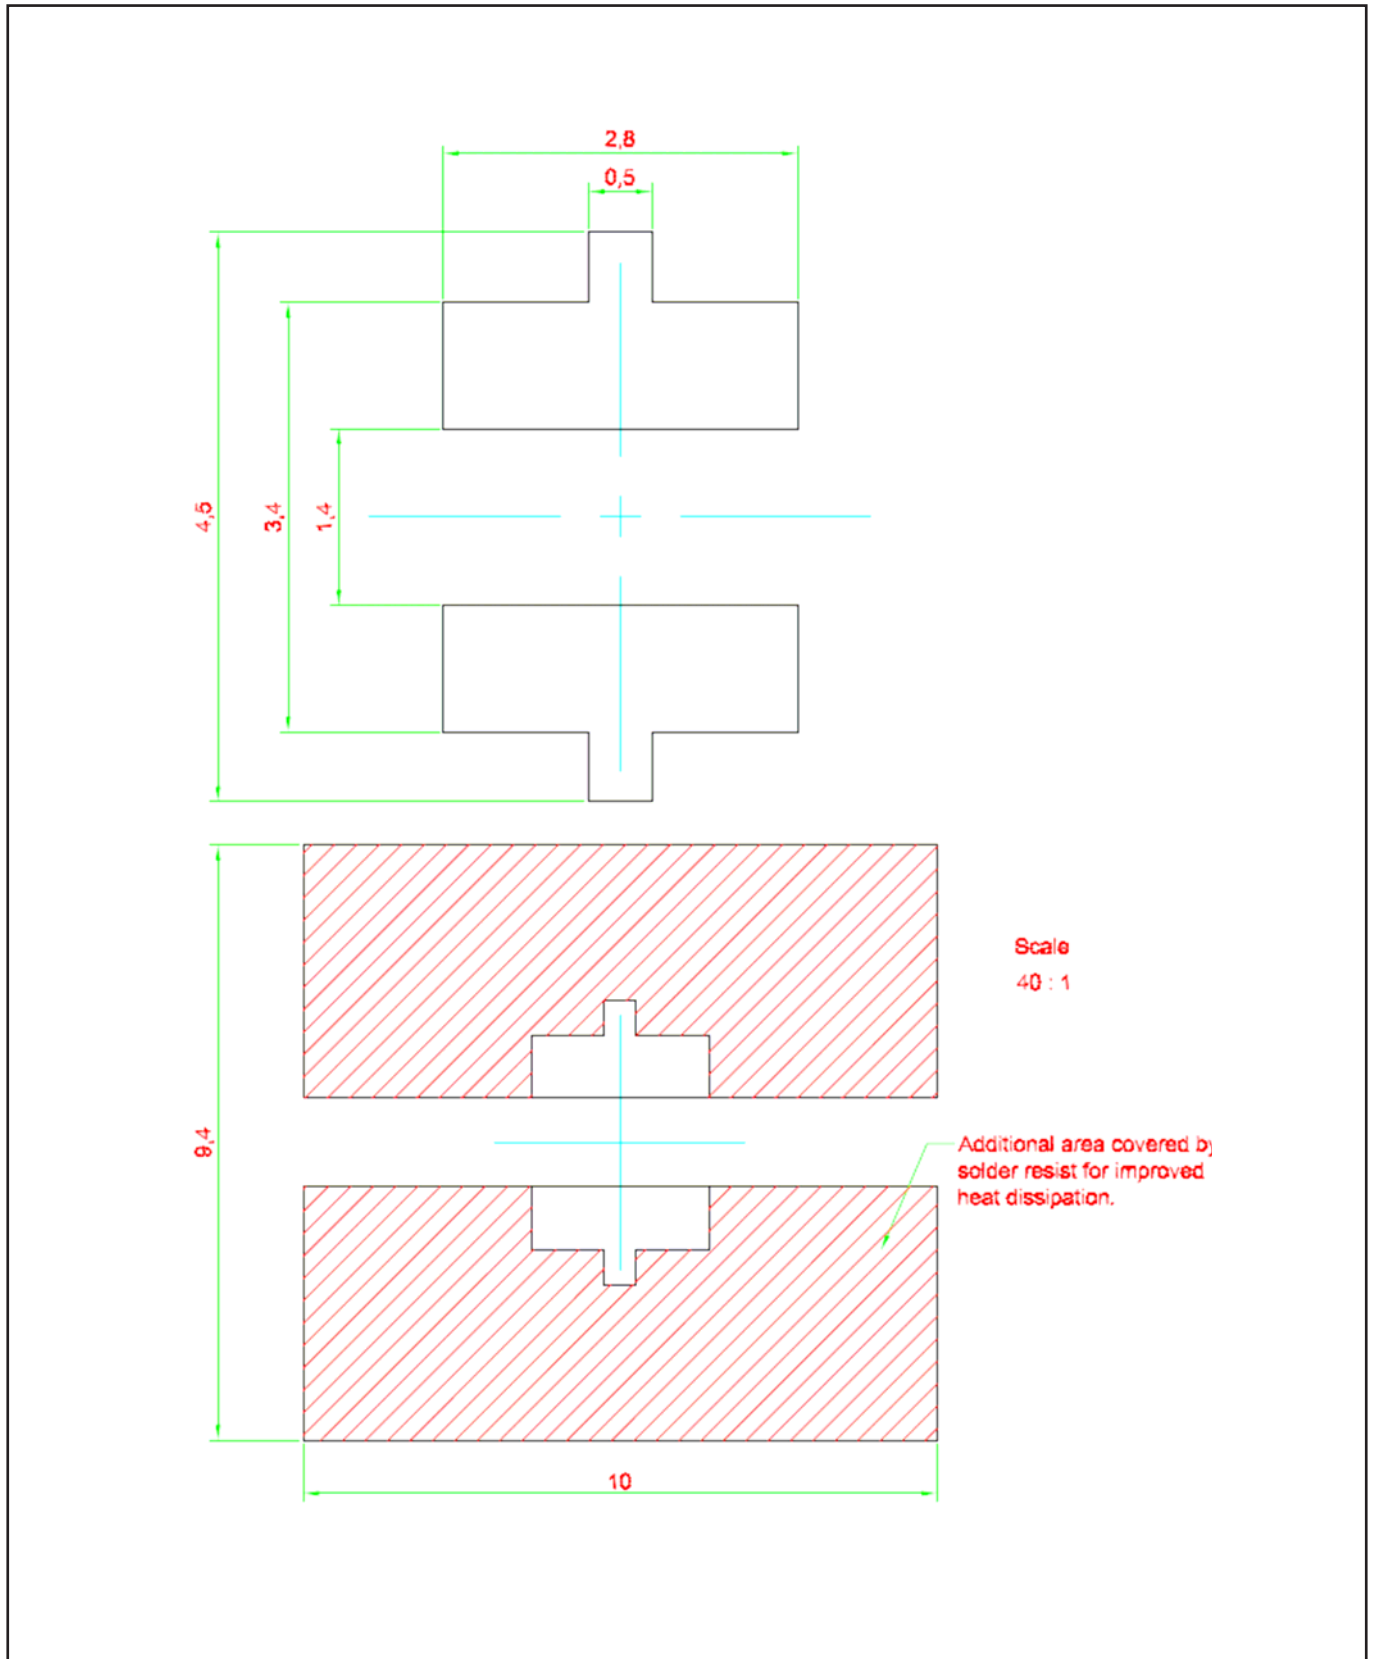 2,8
0,5
4,5
3,4
1,4
Scale
40 : 1
9,4
Additional area covered by
solder resist for improved
heat dissipation.
10